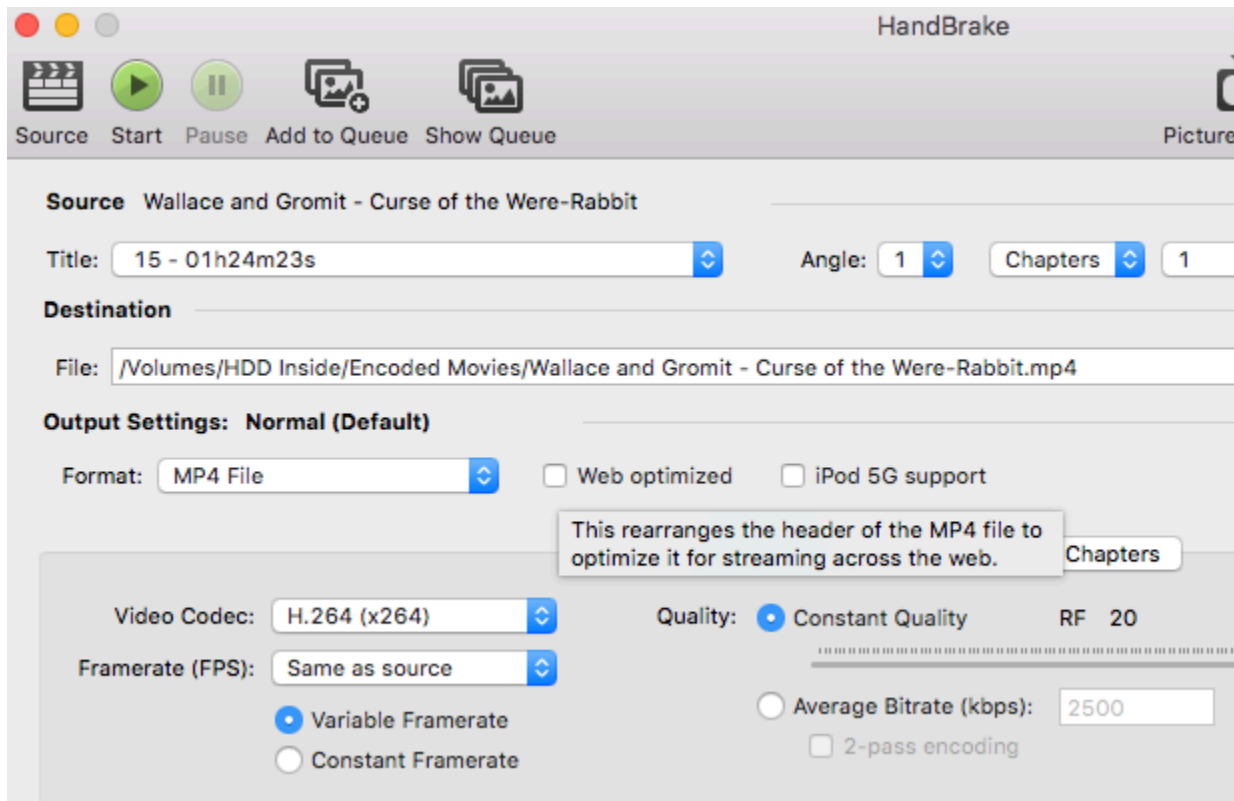 HandBrake
Source Start Pause Add to Queue Show Queue Picture
Source Wallace and Gromit - Curse of the Were-Rabbit
Title: 15 - 01h24m23s Angle: 1 Chapters 1
Destination
File: /Volumes/HDD Inside/Encoded Movies/Wallace and Gromit - Curse of the Were-Rabbit.mp4
Output Settings: Normal (Default)
Format: MP4 File Web optimized iPod 5G support
This rearranges the header of the MP4 file to
optimize it for streaming across the web.
Chapters
Video Codec: H.264 (x264) Quality: Constant Quality RF 20
Framerate (FPS): Same as source
Variable Framerate Average Bitrate (kbps): 2500
Constant Framerate 2-pass encoding